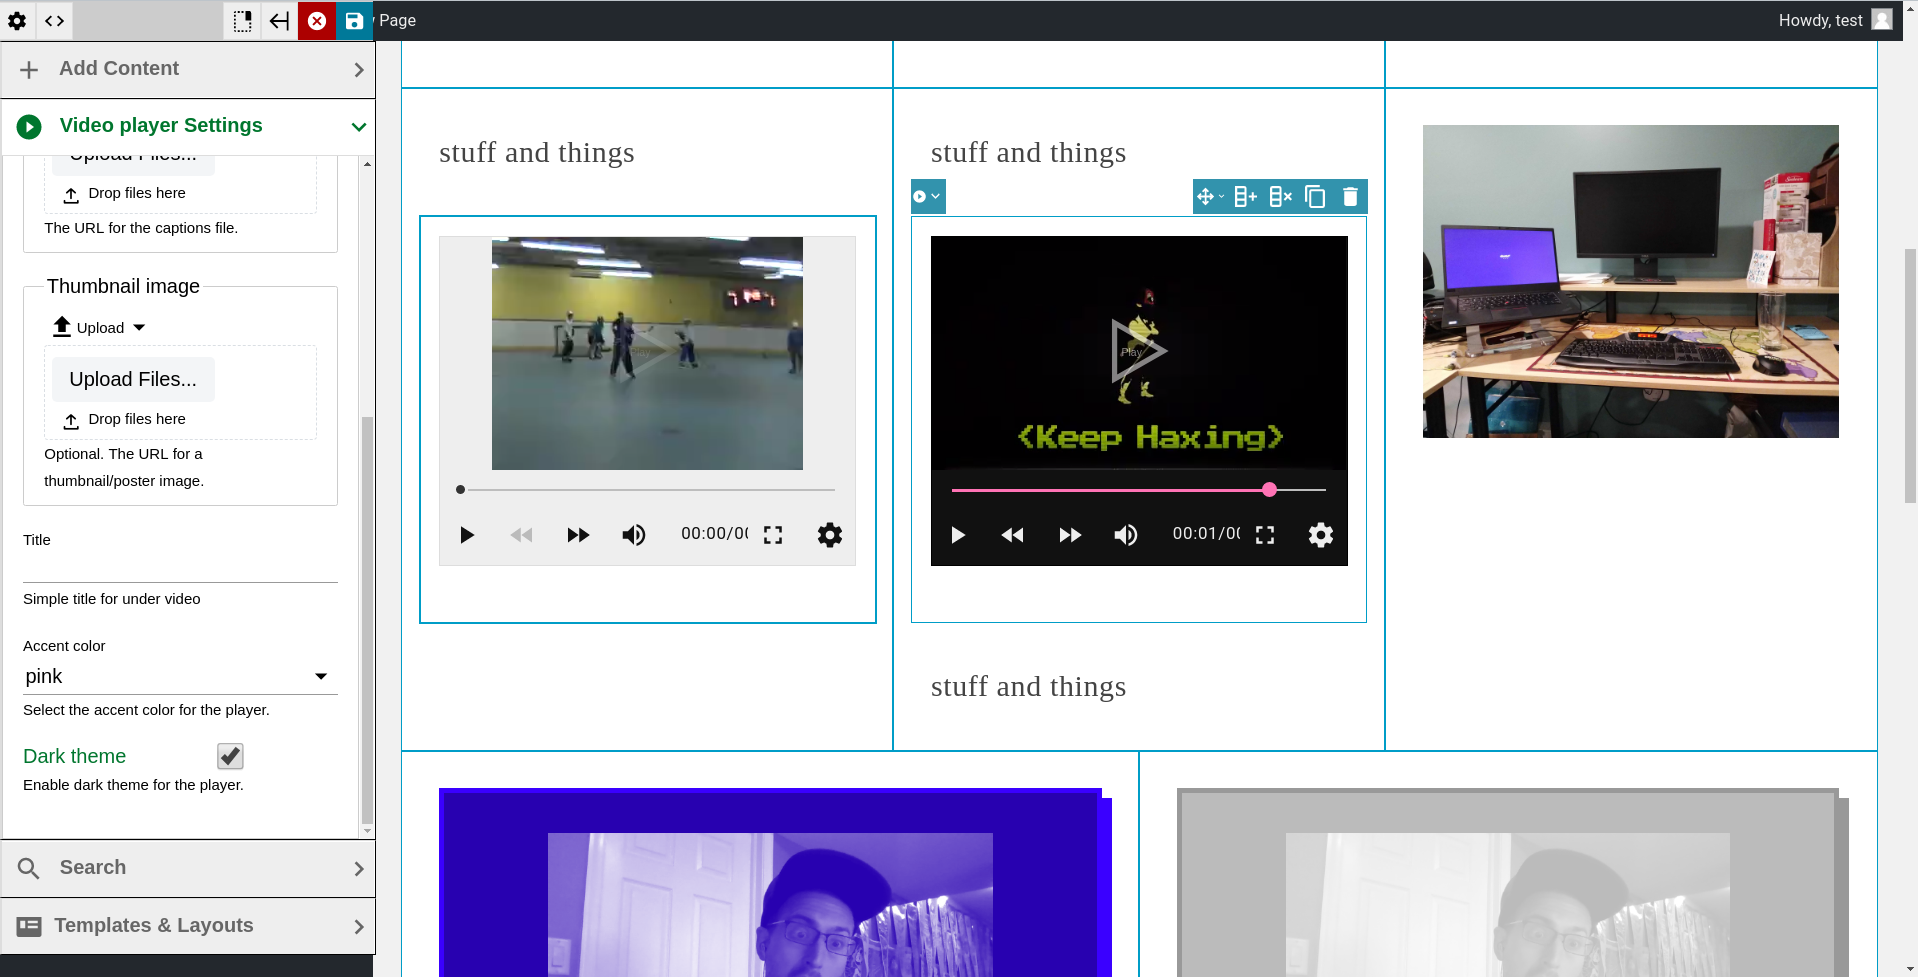 Page
Howdy, test
Add Content
Video player Settings
Upload Files...
Drop files here
The URL for the captions file.
Thumbnail image
Upload
Upload Files...
Drop files here
Optional. The URL for a
thumbnail/poster image.
Title
Simple title for under video
Accent color
pink
Select the accent color for the player.
Dark theme
Enable dark theme for the player.
Search
Templates & Layouts
stuff and things
Play
00:00/00
stuff and things
Play
<Keep Haxing>
00:01/00
stuff and things